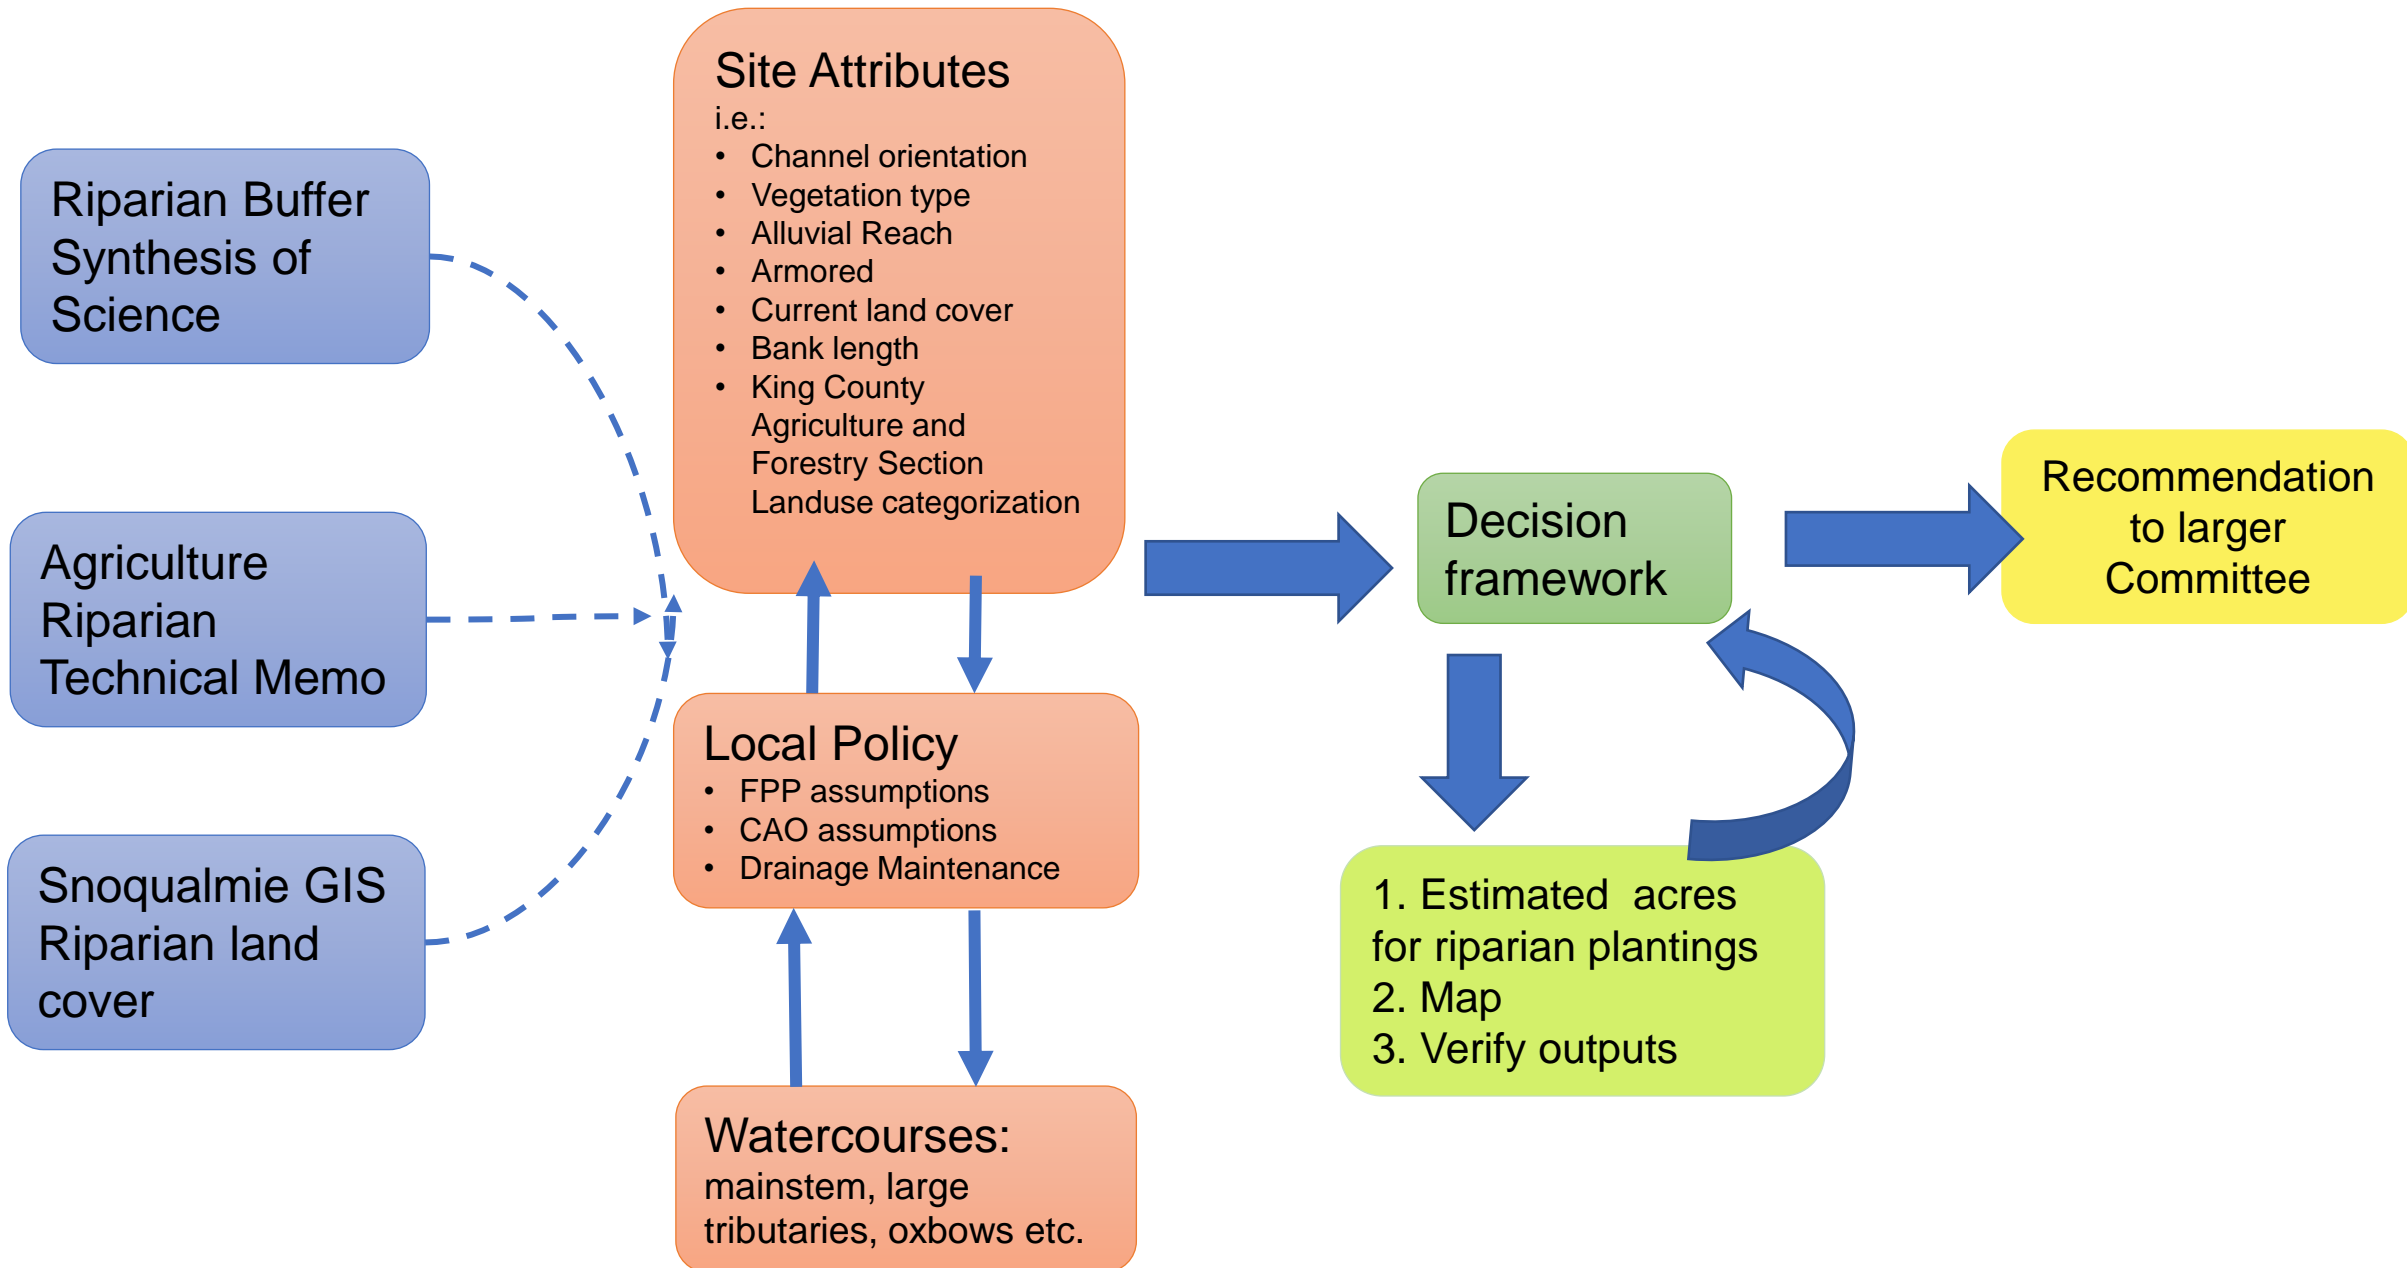 Riparian Buffer
Synthesis of
Science
Agriculture
Riparian
Technical Memo
Snoqualmie GIS
Riparian land
cover
Site Attributes
i.e.:
• Channel orientation
• Vegetation type
• Alluvial Reach
• Armored
• Current land cover
• Bank length
• King County
Agriculture and
Forestry Section
Landuse categorization
Local Policy
• FPP assumptions
• CAO assumptions
• Drainage Maintenance
Watercourses:
mainstem, large
tributaries, oxbows etc.
Decision
framework
1. Estimated acres
for riparian plantings
2. Map
3. Verify outputs
Recommendation
to larger
Committee